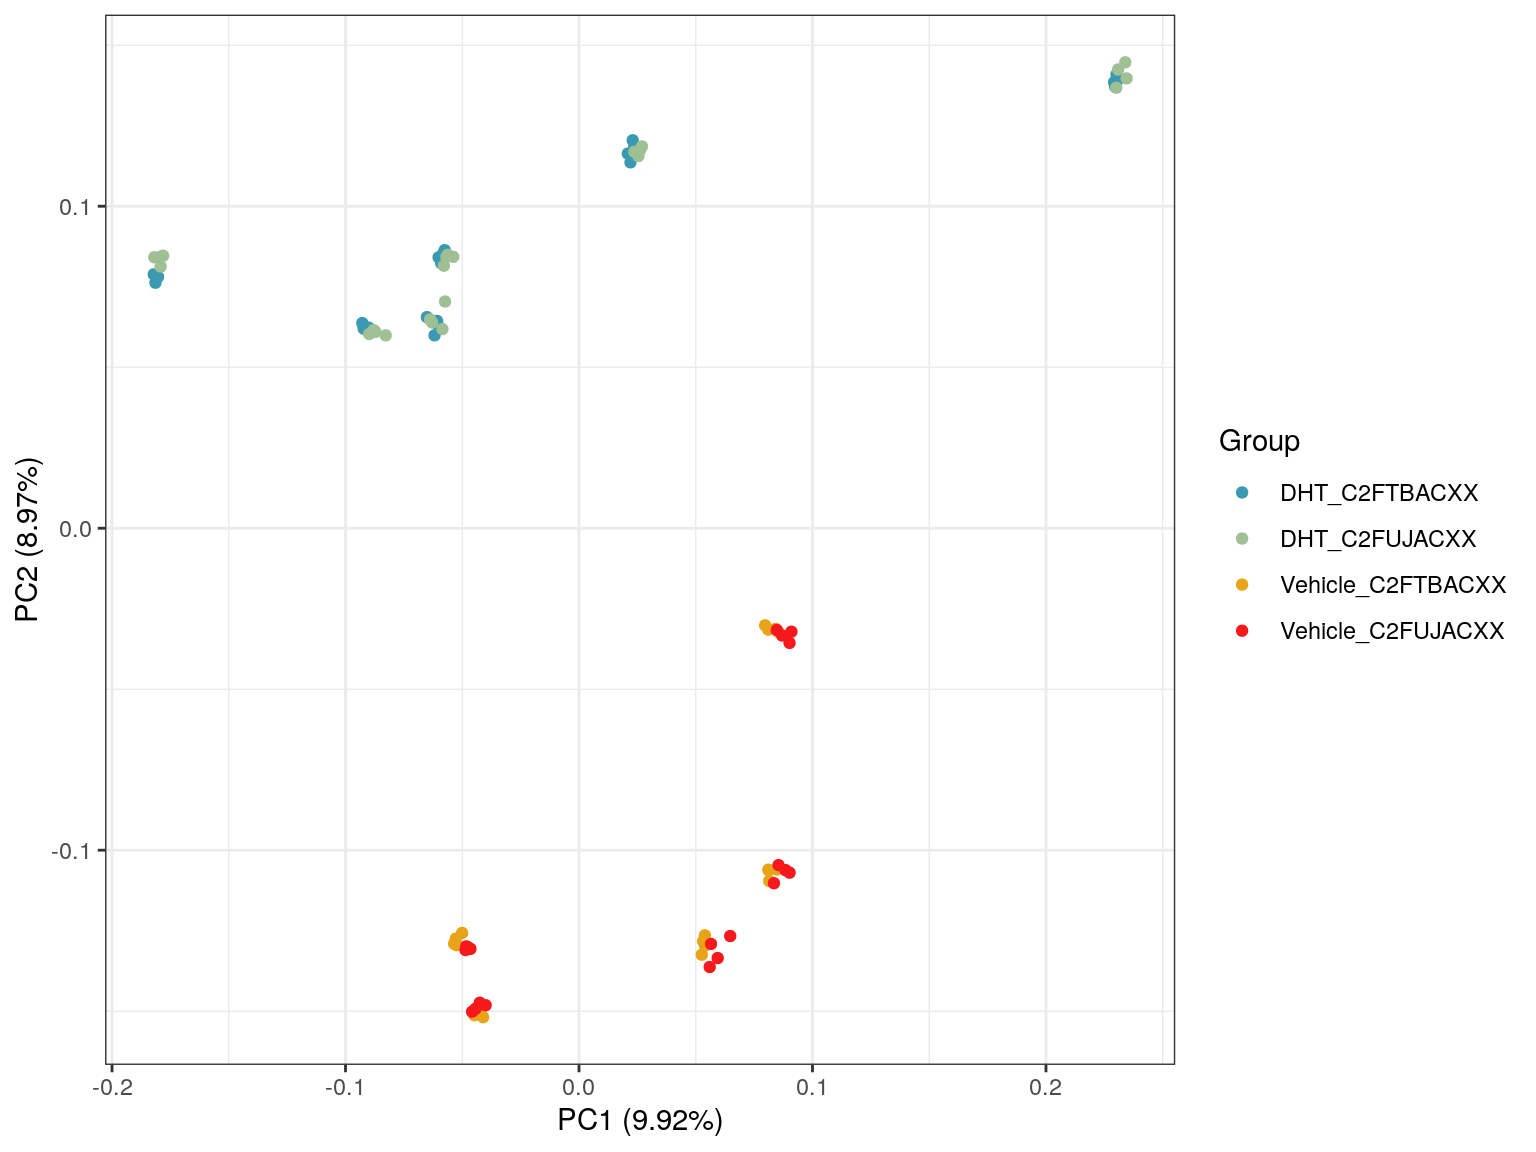 0.1
0.0
-0.1
PC2 (8.97%)
-0.2
-0.1
0.0
0.1
0.2
PC1 (9.92%)
Group
DHT_C2FTBACXX
DHT_C2FUJACXX
Vehicle_C2FTBACXX
Vehicle_C2FUJACXX